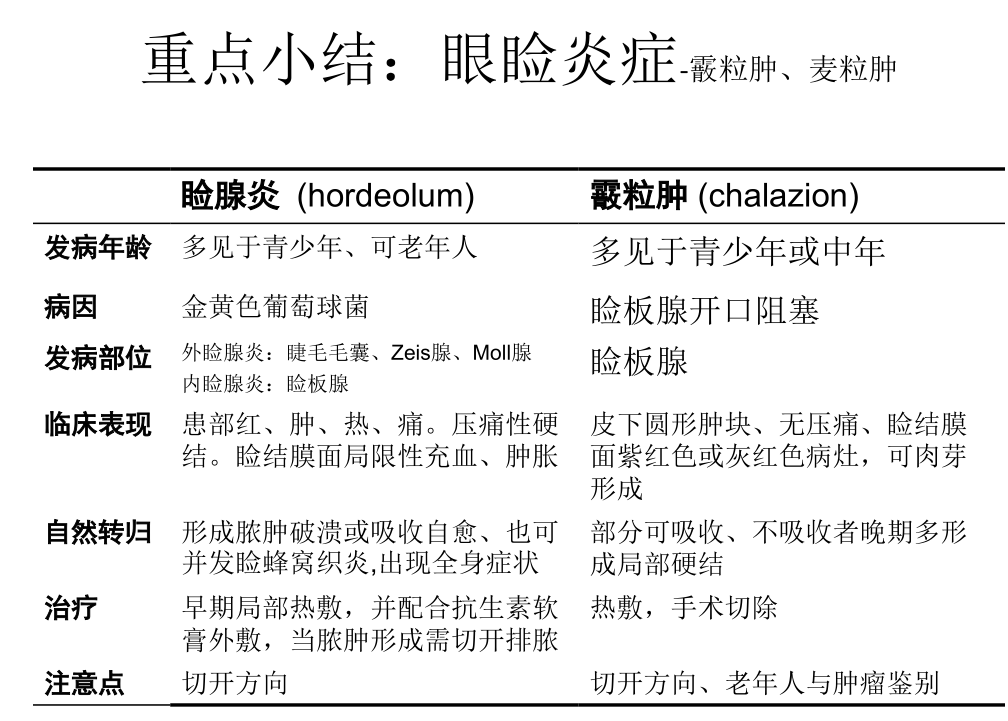 重点小结：眼睑炎症-霰粒肿、麦粒肿
睑腺炎 (hordeolum) 霰粒肿 (chalazion)
发病年龄 多见于青少年、可老年人 多见于青少年或中年
病因 金黄色葡萄球菌 睑板腺开口阻塞
发病部位 外睑腺炎：睫毛毛囊、Zeis腺、Moll腺 睑板腺
内睑腺炎：睑板腺
临床表现 患部红、肿、热、痛。压痛性硬 皮下圆形肿块、无压痛、睑结膜
结。睑结膜面局限性充血、肿胀 面紫红色或灰红色病灶，可肉芽
形成
自然转归 形成脓肿破溃或吸收自愈、也可 部分可吸收、不吸收者晚期多形
并发睑蜂窝织炎,出现全身症状 成局部硬结
治疗 早期局部热敷，并配合抗生素软 热敷，手术切除
膏外敷，当脓肿形成需切开排脓
注意点 切开方向 切开方向、老年人与肿瘤鉴别